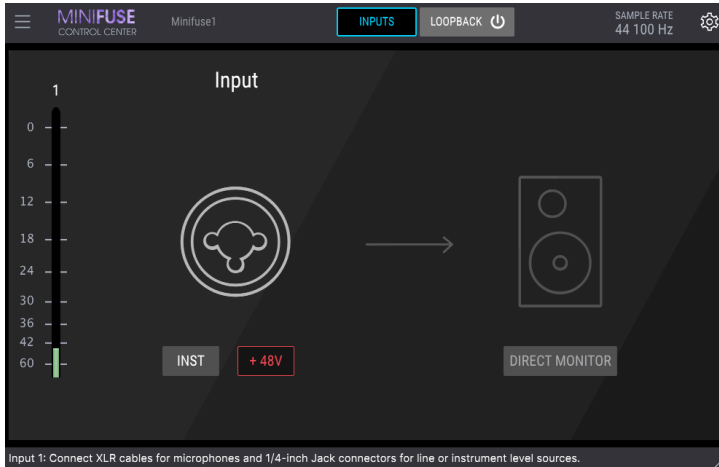 MINIFUSE
CONTROL CENTER
Minifuse1
INPUTS
LOOPBACK
SAMPLE RATE
44 100 Hz
1
Input
0
6
12
18
24
30
36
42
60
INST
+ 48V
DIRECT MONITOR
Input 1: Connect XLR cables for microphones and 1/4-inch Jack connectors for line or instrument level sources.